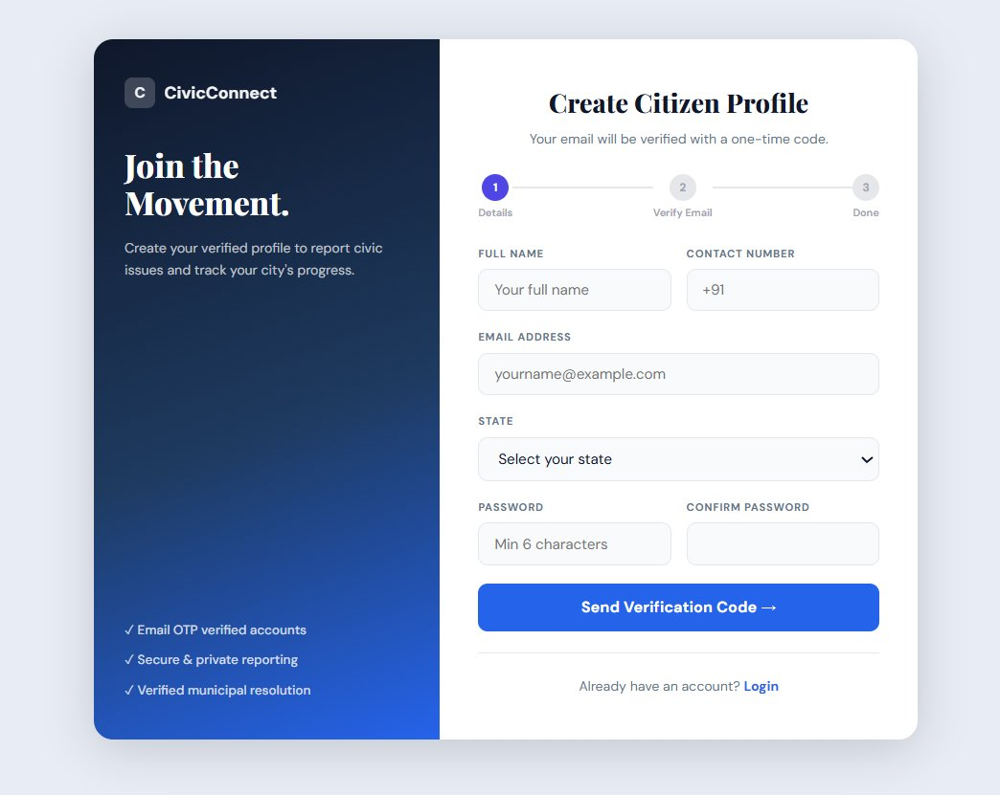 C CivicConnect
Join the
Movement.
Create your verified profile to report civic
issues and track your city's progress.
✓ Email OTP verified accounts
✓ Secure & private reporting
✓ Verified municipal resolution
Create Citizen Profile
Your email will be verified with a one-time code.
1 2 3
Details Verify Email Done
FULL NAME CONTACT NUMBER
Your full name +91
EMAIL ADDRESS
yourname@example.com
STATE
Select your state
PASSWORD CONFIRM PASSWORD
Min 6 characters
Send Verification Code →
Already have an account? Login